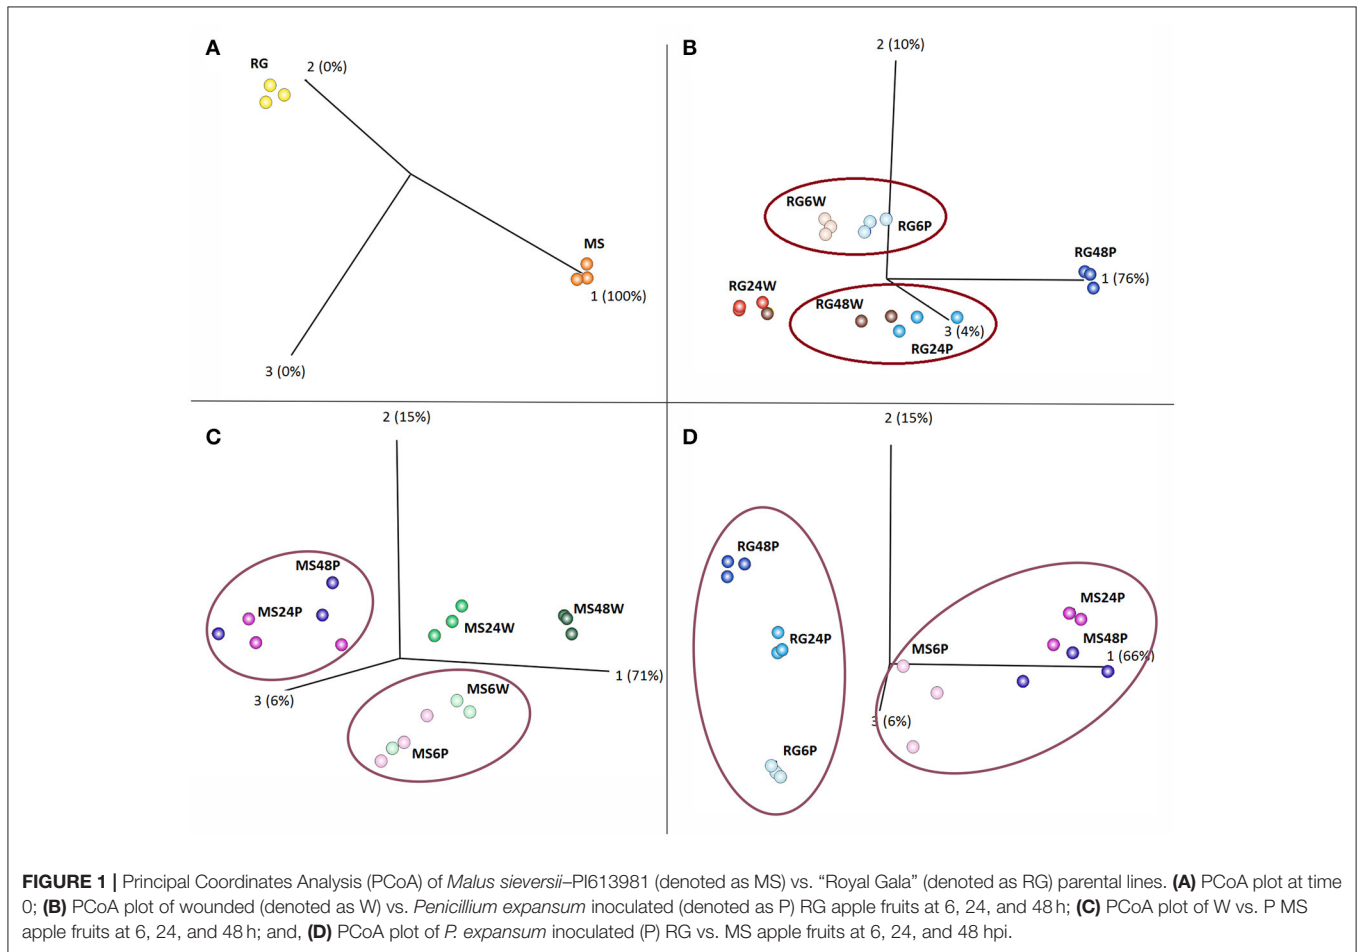 A
RG
2 (0%)
MS
1 (100%)
3 (0%)
B
2 (10%)
RG6W
RG6P
RG48P
1 (76%)
RG24W
RG48W
3 (4%)
RG24P
C
2 (15%)
MS48P
MS24P
MS24W
MS48W
1 (71%)
3 (6%)
MS6W
MS6P
D
2 (15%)
RG48P
RG24P
RG6P
MS24P
MS48P
MS6P
1 (66%)
3 (6%)
FIGURE 1 | Principal Coordinates Analysis (PCoA) of Malus sieversii–PI613981 (denoted as MS) vs. “Royal Gala” (denoted as RG) parental lines. (A) PCoA plot at time
0; (B) PCoA plot of wounded (denoted as W) vs. Penicillium expansum inoculated (denoted as P) RG apple fruits at 6, 24, and 48 h; (C) PCoA plot of W vs. P MS
apple fruits at 6, 24, and 48 h; and, (D) PCoA plot of P. expansum inoculated (P) RG vs. MS apple fruits at 6, 24, and 48 hpi.